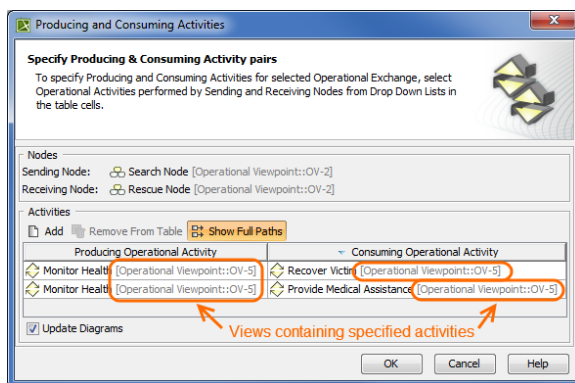 Producing and Consuming Activities
Specify Producing & Consuming Activity pairs
To specify Producing and Consuming Activities for selected Operational Exchange, select
Operational Activities performed by Sending and Receiving Nodes from Drop Down Lists in
the table cells.
Nodes
Sending Node: Search Node [Operational Viewpoint::OV-2]
Receiving Node: Rescue Node [Operational Viewpoint::OV-2]
Activities
Add Remove From Table Show Full Paths
Producing Operational Activity Consuming Operational Activity
Monitor Health [Operational Viewpoint::OV-5] Recover Victim [Operational Viewpoint::OV-5]
Monitor Health [Operational Viewpoint::OV-5] Provide Medical Assistance [Operational Viewpoint::OV-5]
Update Diagrams
Views containing specified activities
OK Cancel Help